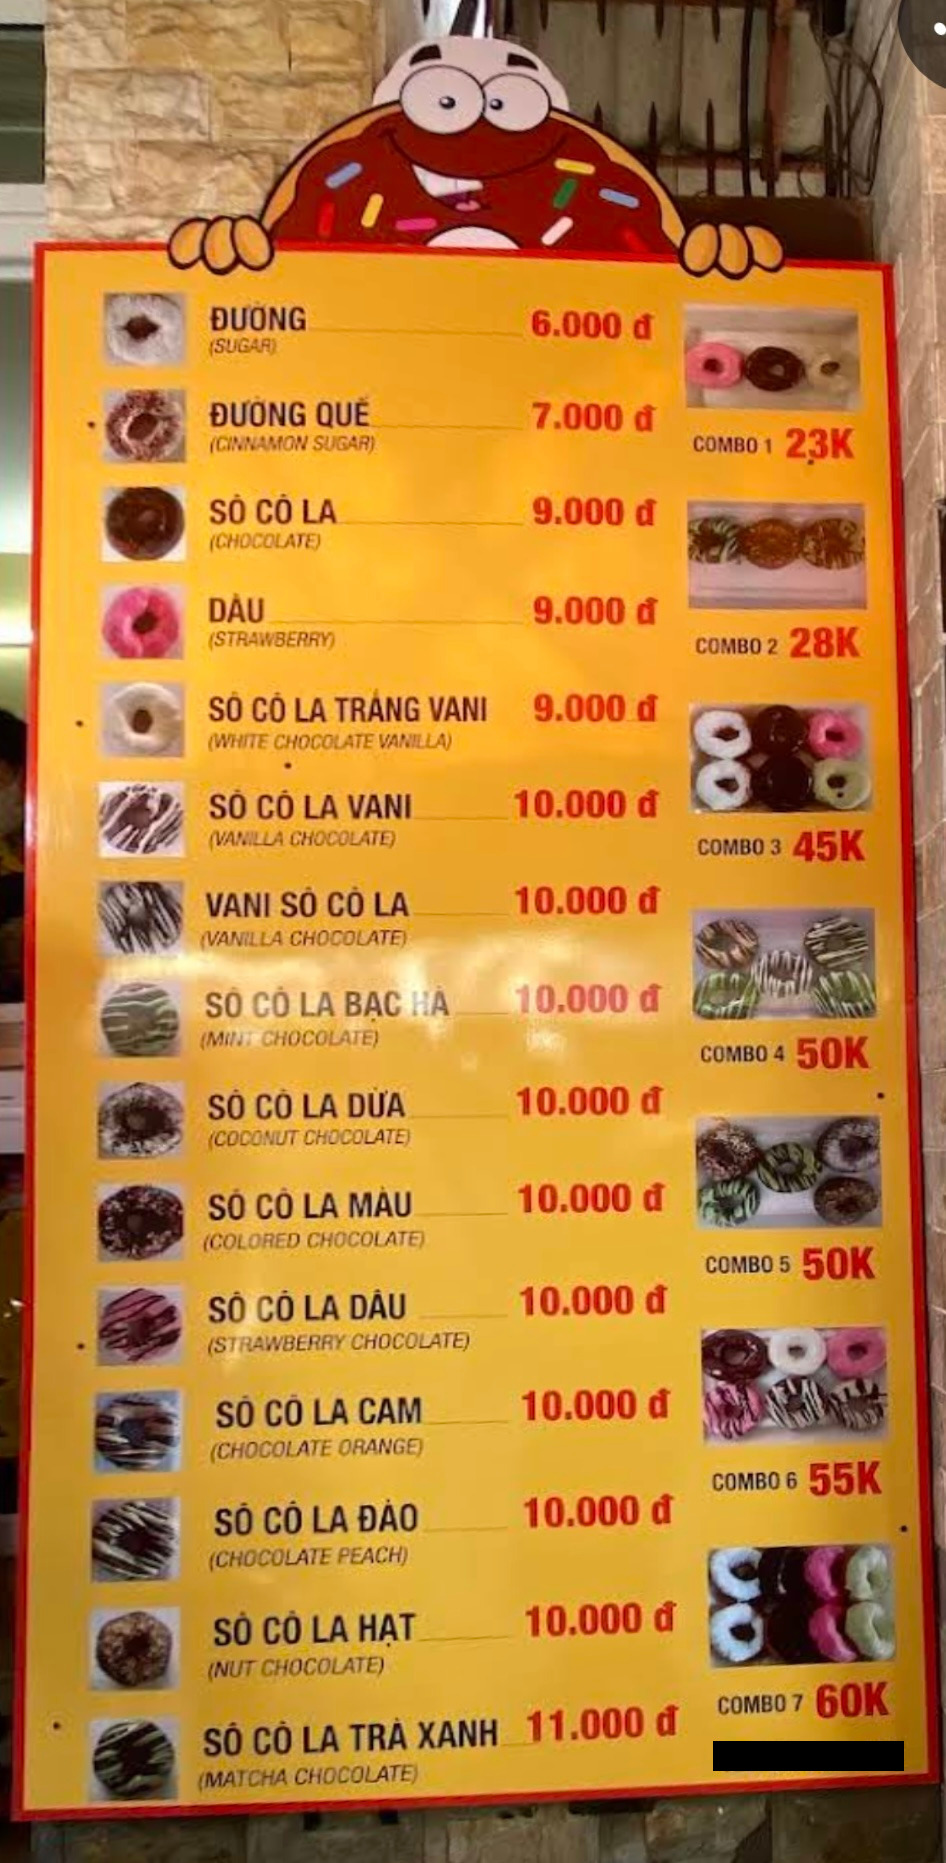 ĐƯỜNG 6.000 đ
(SUGAR)
ĐƯỜNG QUẾ 7.000 đ
(CINNAMON SUGAR)
SÔ CÔ LA 9.000 đ
(CHOCOLATE)
DÂU 9.000 đ
(STRAWBERRY)
SÔ CÔ LA TRẮNG VANI 9.000 đ
(WHITE CHOCOLATE VANILLA)
SÔ CÔ LA VANI 10.000 đ
(VANILLA CHOCOLATE)
VANI SÔ CÔ LA 10.000 đ
(VANILLA CHOCOLATE)
SÔ CÔ LA BẠC HÀ 10.000 đ
(MINT CHOCOLATE)
SÔ CÔ LA DỪA 10.000 đ
(COCONUT CHOCOLATE)
SÔ CÔ LA MÀU 10.000 đ
(COLORED CHOCOLATE)
SÔ CÔ LA DÂU 10.000 đ
(STRAWBERRY CHOCOLATE)
SÔ CÔ LA CAM 10.000 đ
(CHOCOLATE ORANGE)
SÔ CÔ LA ĐÀO 10.000 đ
(CHOCOLATE PEACH)
SÔ CÔ LA HẠT 10.000 đ
(NUT CHOCOLATE)
SÔ CÔ LA TRÀ XANH 11.000 đ
(MATCHA CHOCOLATE)
COMBO 1 23K
COMBO 2 28K
COMBO 3 45K
COMBO 4 50K
COMBO 5 50K
COMBO 6 55K
COMBO 7 60K